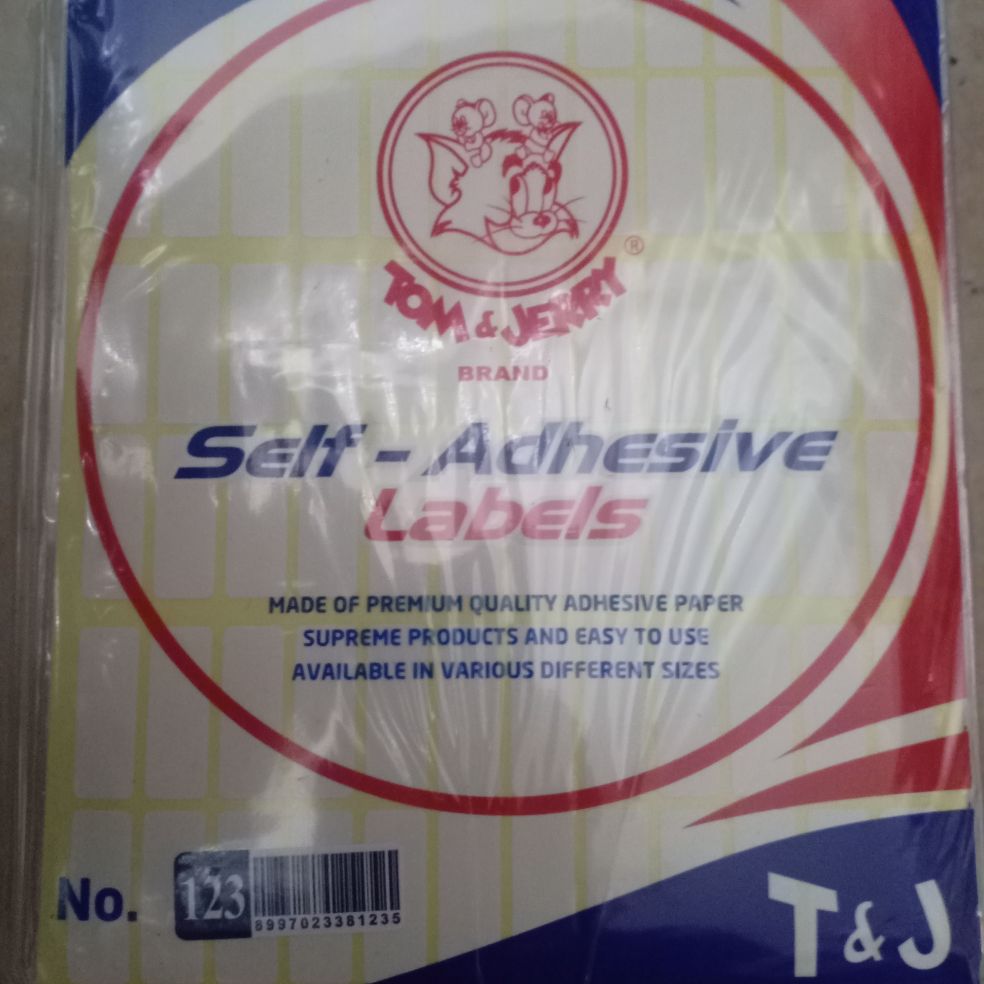 TOM & JERRY ®
BRAND
Self - Adhesive
Labels
MADE OF PREMIUM QUALITY ADHESIVE PAPER
SUPREME PRODUCTS AND EASY TO USE
AVAILABLE IN VARIOUS DIFFERENT SIZES
No. 123
8997023381235
T & J